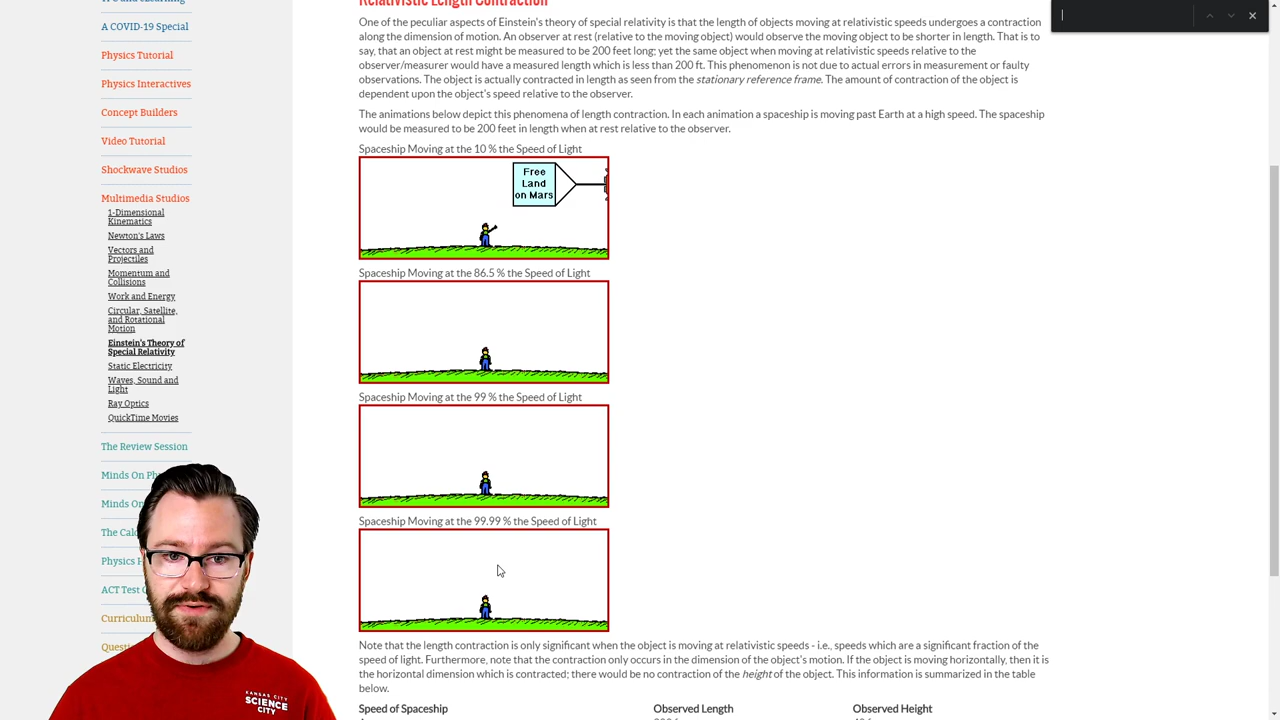 A COVID-19 Special
Physics Tutorial
Physics Interactives
Concept Builders
Video Tutorial
Shockwave Studios
Multimedia Studios
1-Dimensional
Kinematics
Newton's Laws
Vectors and
Projectiles
Momentum and
Collisions
Work and Energy
Circular, Satellite,
and Rotational
Motion
Einstein's Theory of
Special Relativity
Static Electricity
Waves, Sound and
Light
Ray Optics
QuickTime Movies
The Review Session
Minds On
Minds On
The
Physics
ACT Test
Relativistic Length Contraction
One of the peculiar aspects of Einstein's theory of special relativity is that the length of objects moving at relativistic speeds undergoes a contraction
along the dimension of motion. An observer at rest (relative to the moving object) would observe the moving object to be shorter in length. That is to
say, that an object at rest might be measured to be 200 feet long; yet the same object when moving at relativistic speeds relative to the
observer/measurer would have a measured length which is less than 200 ft. This phenomenon is not due to actual errors in measurement or faulty
observations. The object is actually contracted in length as seen from the stationary reference frame. The amount of contraction of the object is
dependent upon the object's speed relative to the observer.
The animations below depict this phenomena of length contraction. In each animation a spaceship is moving past Earth at a high speed. The spaceship
would be measured to be 200 feet in length when at rest relative to the observer.
Spaceship Moving at the 10 % the Speed of Light
Free
Land
on Mars
Spaceship Moving at the 86.5 % the Speed of Light
Spaceship Moving at the 99 % the Speed of Light
Spaceship Moving at the 99.99 % the Speed of Light
Note that the length contraction is only significant when the object is moving at relativistic speeds - i.e., speeds which are a significant fraction of the
speed of light. Furthermore, note that the contraction only occurs in the dimension of the object's motion. If the object is moving horizontally, then it is
the horizontal dimension which is contracted; there would be no contraction of the height of the object. This information is summarized in the table
below.
Speed of Spaceship Observed Length Observed Height
KANSAS CITY
SCIENCE
CITY